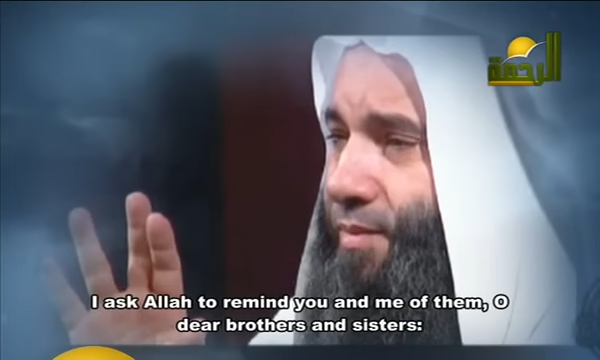 الرحمة
I ask Allah to remind you and me of them, O
dear brothers and sisters: